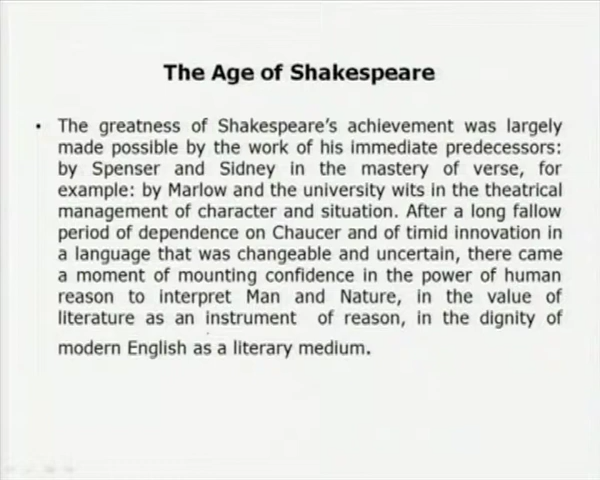 The Age of Shakespeare
• The greatness of Shakespeare's achievement was largely
made possible by the work of his immediate predecessors:
by Spenser and Sidney in the mastery of verse, for
example: by Marlow and the university wits in the theatrical
management of character and situation. After a long fallow
period of dependence on Chaucer and of timid innovation in
a language that was changeable and uncertain, there came
a moment of mounting confidence in the power of human
reason to interpret Man and Nature, in the value of
literature as an instrument of reason, in the dignity of
modern English as a literary medium.